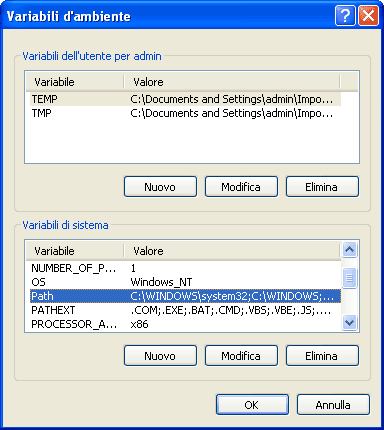 Variabili d'ambiente
Variabili dell'utente per admin
Variabile Valore
TEMP C:\Documents and Settings\admin\Impo...
TMP C:\Documents and Settings\admin\Impo...
Nuovo Modifica Elimina
Variabili di sistema
Variabile Valore
NUMBER_OF_P... 1
OS Windows_NT
Path C:\WINDOWS\system32;C:\WINDOWS;...
PATHEXT .COM;.EXE;.BAT;.CMD;.VBS;.VBE;.JS;....
PROCESSOR_A... x86
Nuovo Modifica Elimina
OK Annulla